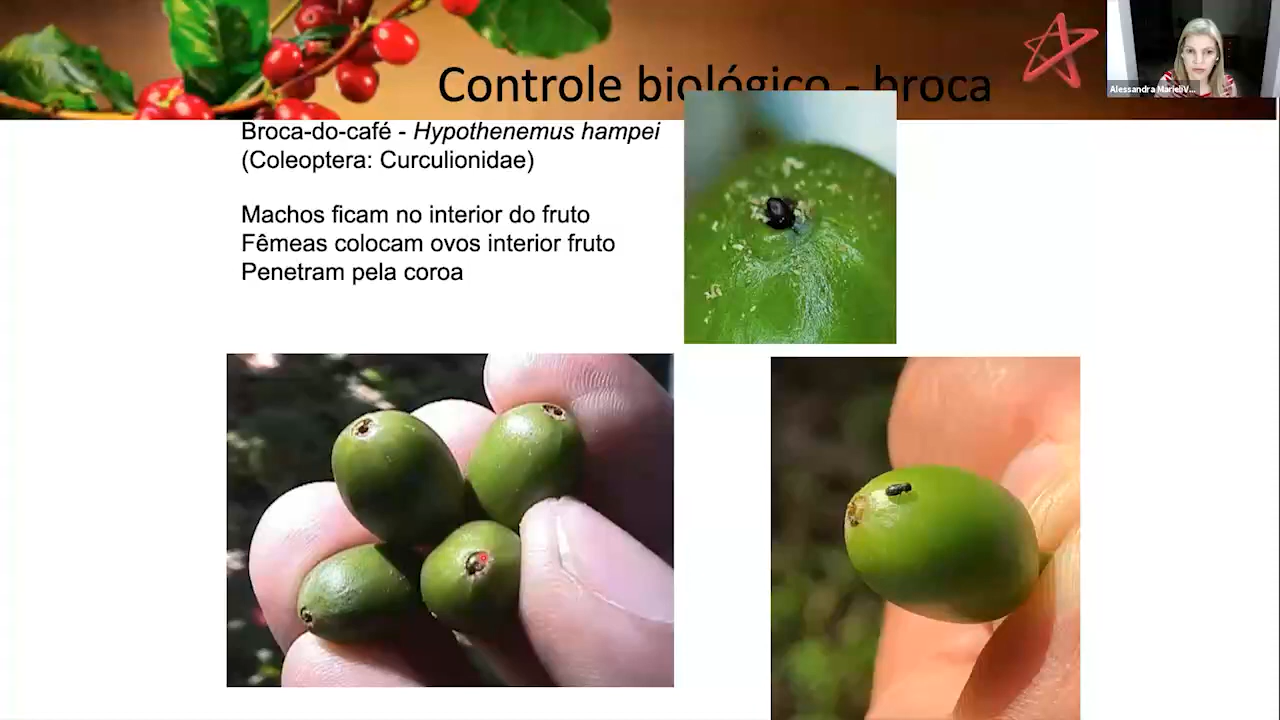 Controle biológico - broca
Alessandra MarieliV...
Broca-do-café - Hypothenemus hampei
(Coleoptera: Curculionidae)
Machos ficam no interior do fruto
Fêmeas colocam ovos interior fruto
Penetram pela coroa